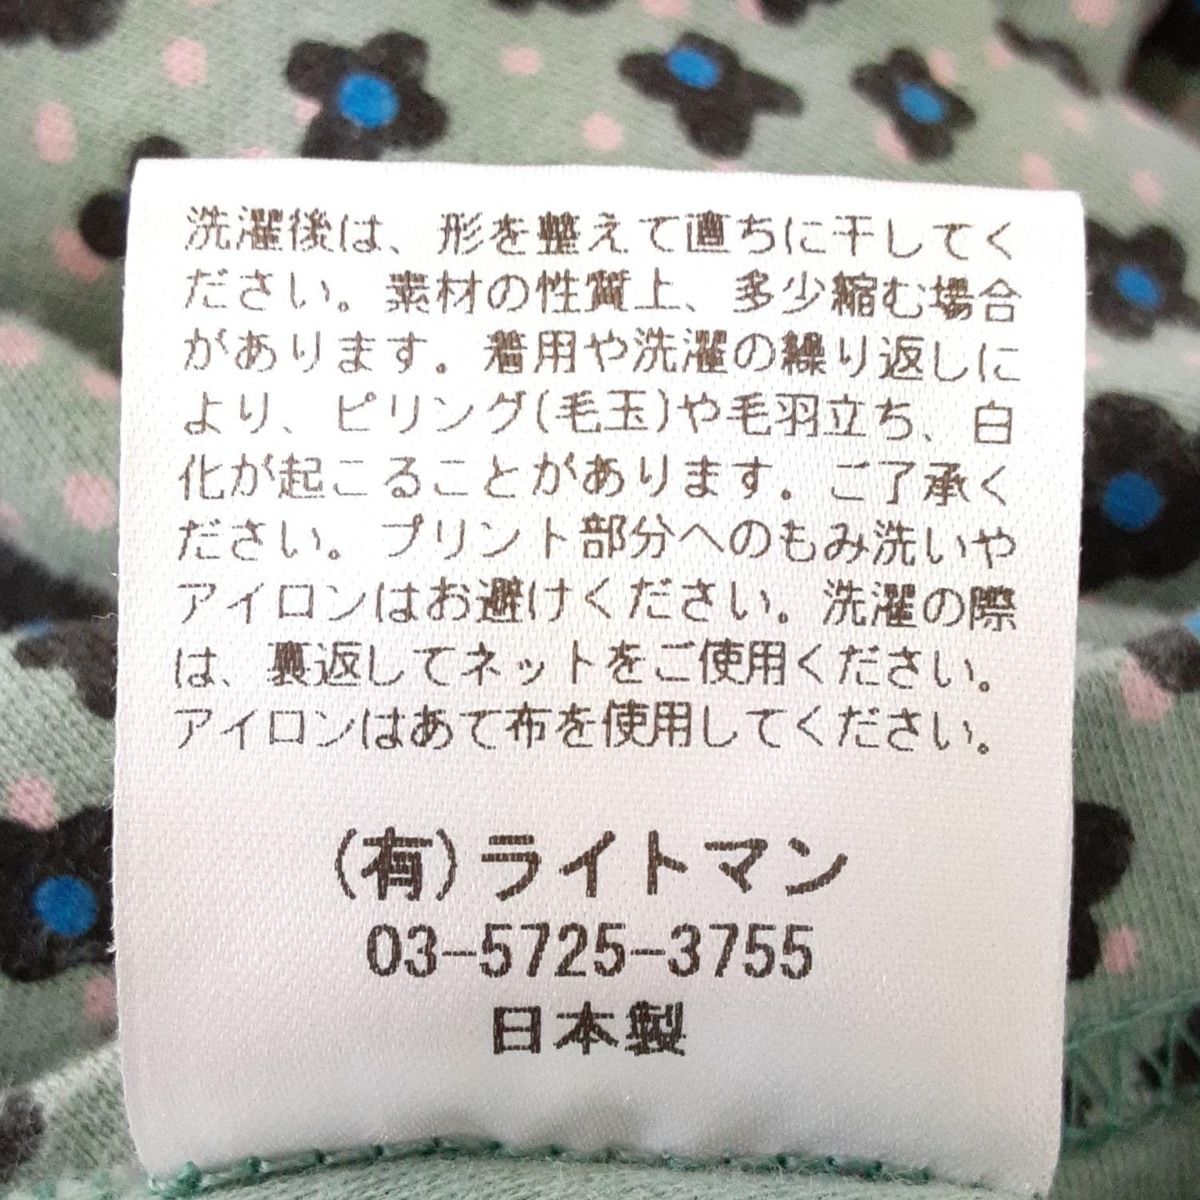 洗濯後は、形を整えて直ちに干してく
ださい。素材の性質上、多少縮む場合
があります。着用や洗濯の繰り返しに
より、ピリング(毛玉)や毛羽立ち、白
化が起こることがあります。ご了承く
ださい。プリント部分へのもみ洗いや
アイロンはお避けください。洗濯の際
は、裏返してネットをご使用ください。
アイロンはあて布を使用してください。
(有)ライトマン
03-5725-3755
日本製